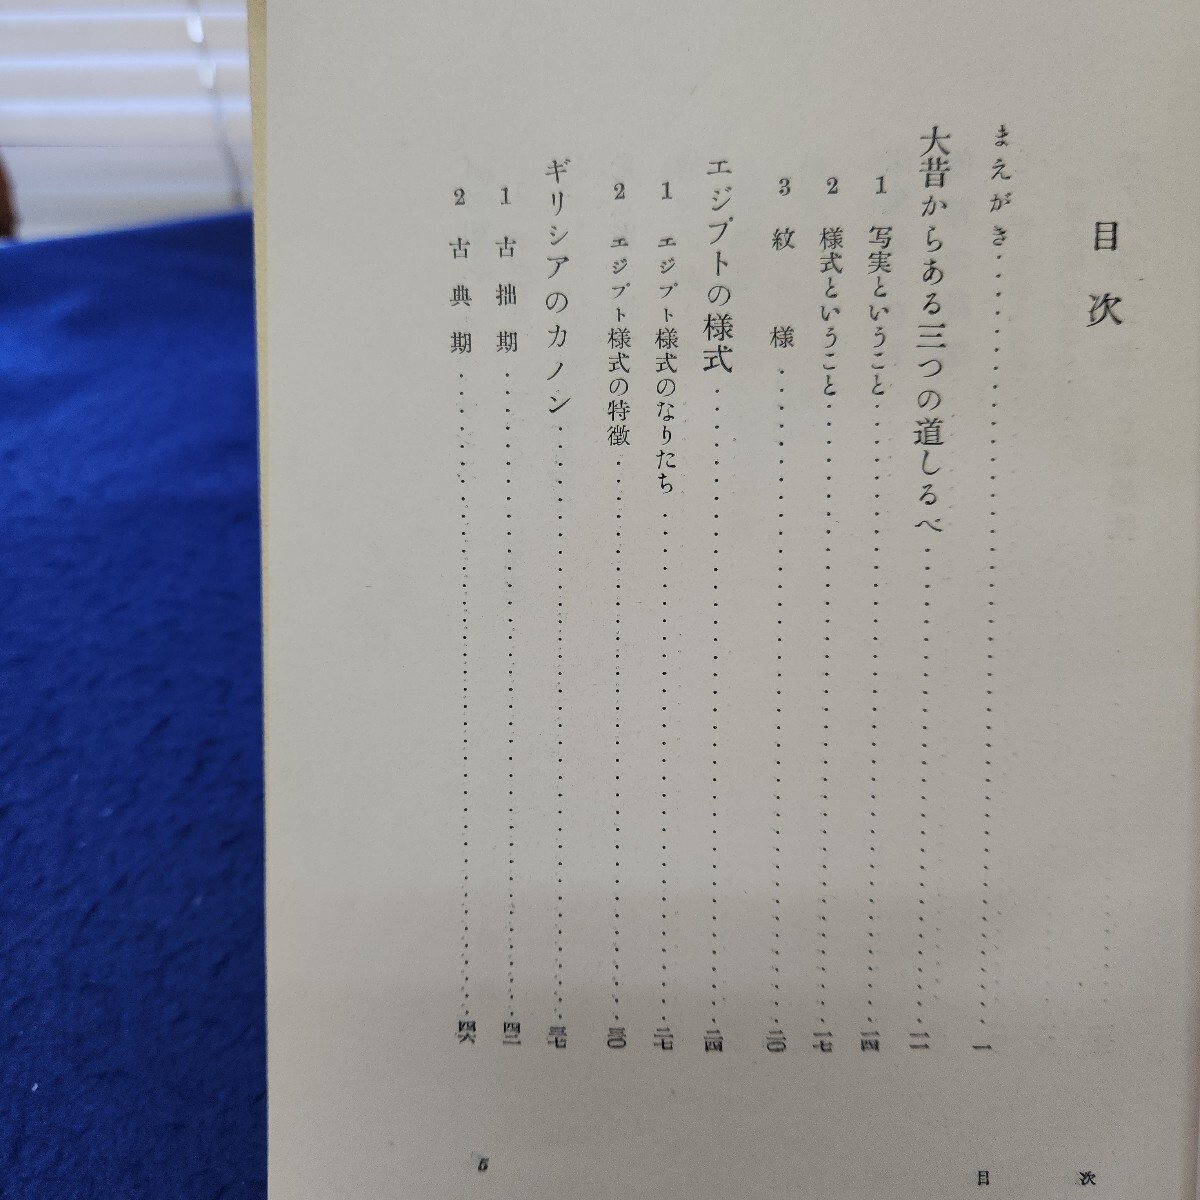 目次
まえがき……一
大昔からある三つの道しるべ……一一
1 写実ということ……一四
2 様式ということ……一七
3 紋様……二〇
エジプトの様式……二四
1 エジプト様式のなりたち……二七
2 エジプト様式の特徴……三〇
ギリシアのカノン……三七
1 古拙期……四二
2 古典期……四六
目次
5